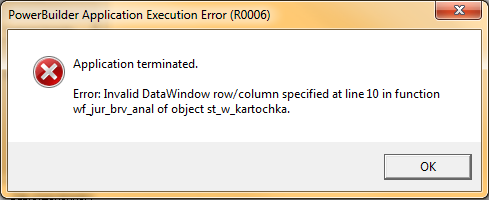 PowerBuilder Application Execution Error (R0006)
Application terminated.
Error: Invalid DataWindow row/column specified at line 10 in function
wf_jur_brv_anal of object st_w_kartochka.
OK